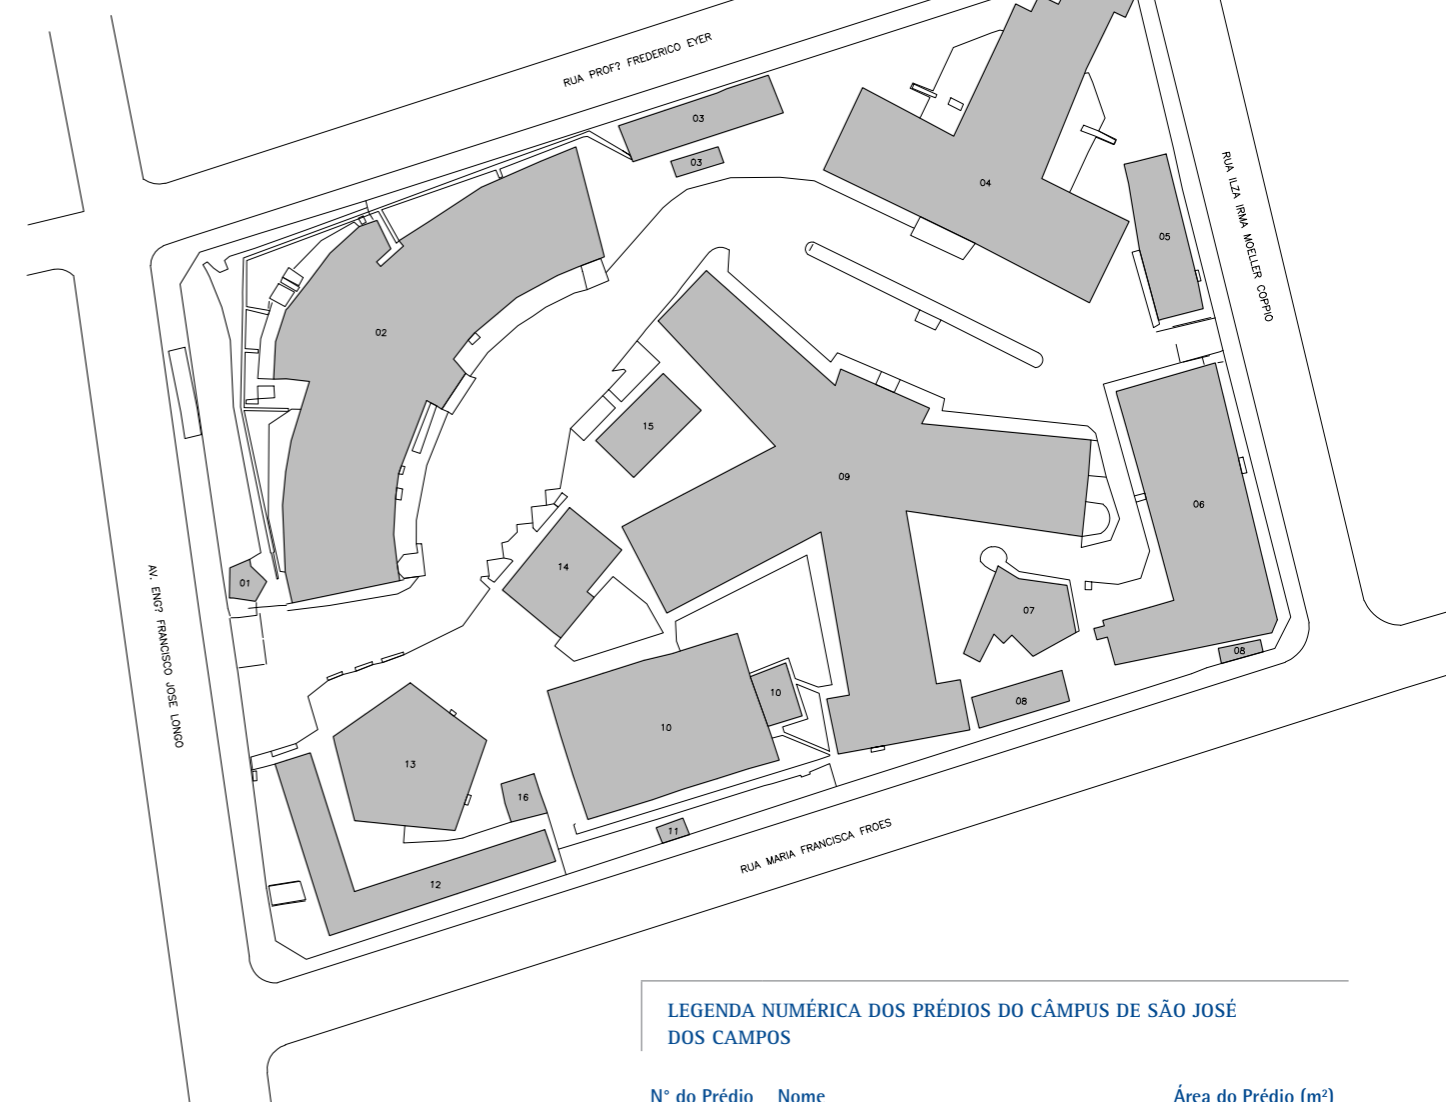 RUA PROF? FREDERICO EYER
03
03
04
RUA ILZA IRMA MOELLER COPPIO
05
02
15
09
06
14
01
07
AV. ENG? FRANCISCO JOSE LONGO
08
08
10
10
13
16
11
RUA MARIA FRANCISCA FROES
12
LEGENDA NUMÉRICA DOS PRÉDIOS DO CÂMPUS DE SÃO JOSÉ
DOS CAMPOS
N° do Prédio Nome Área do Prédio (m²)